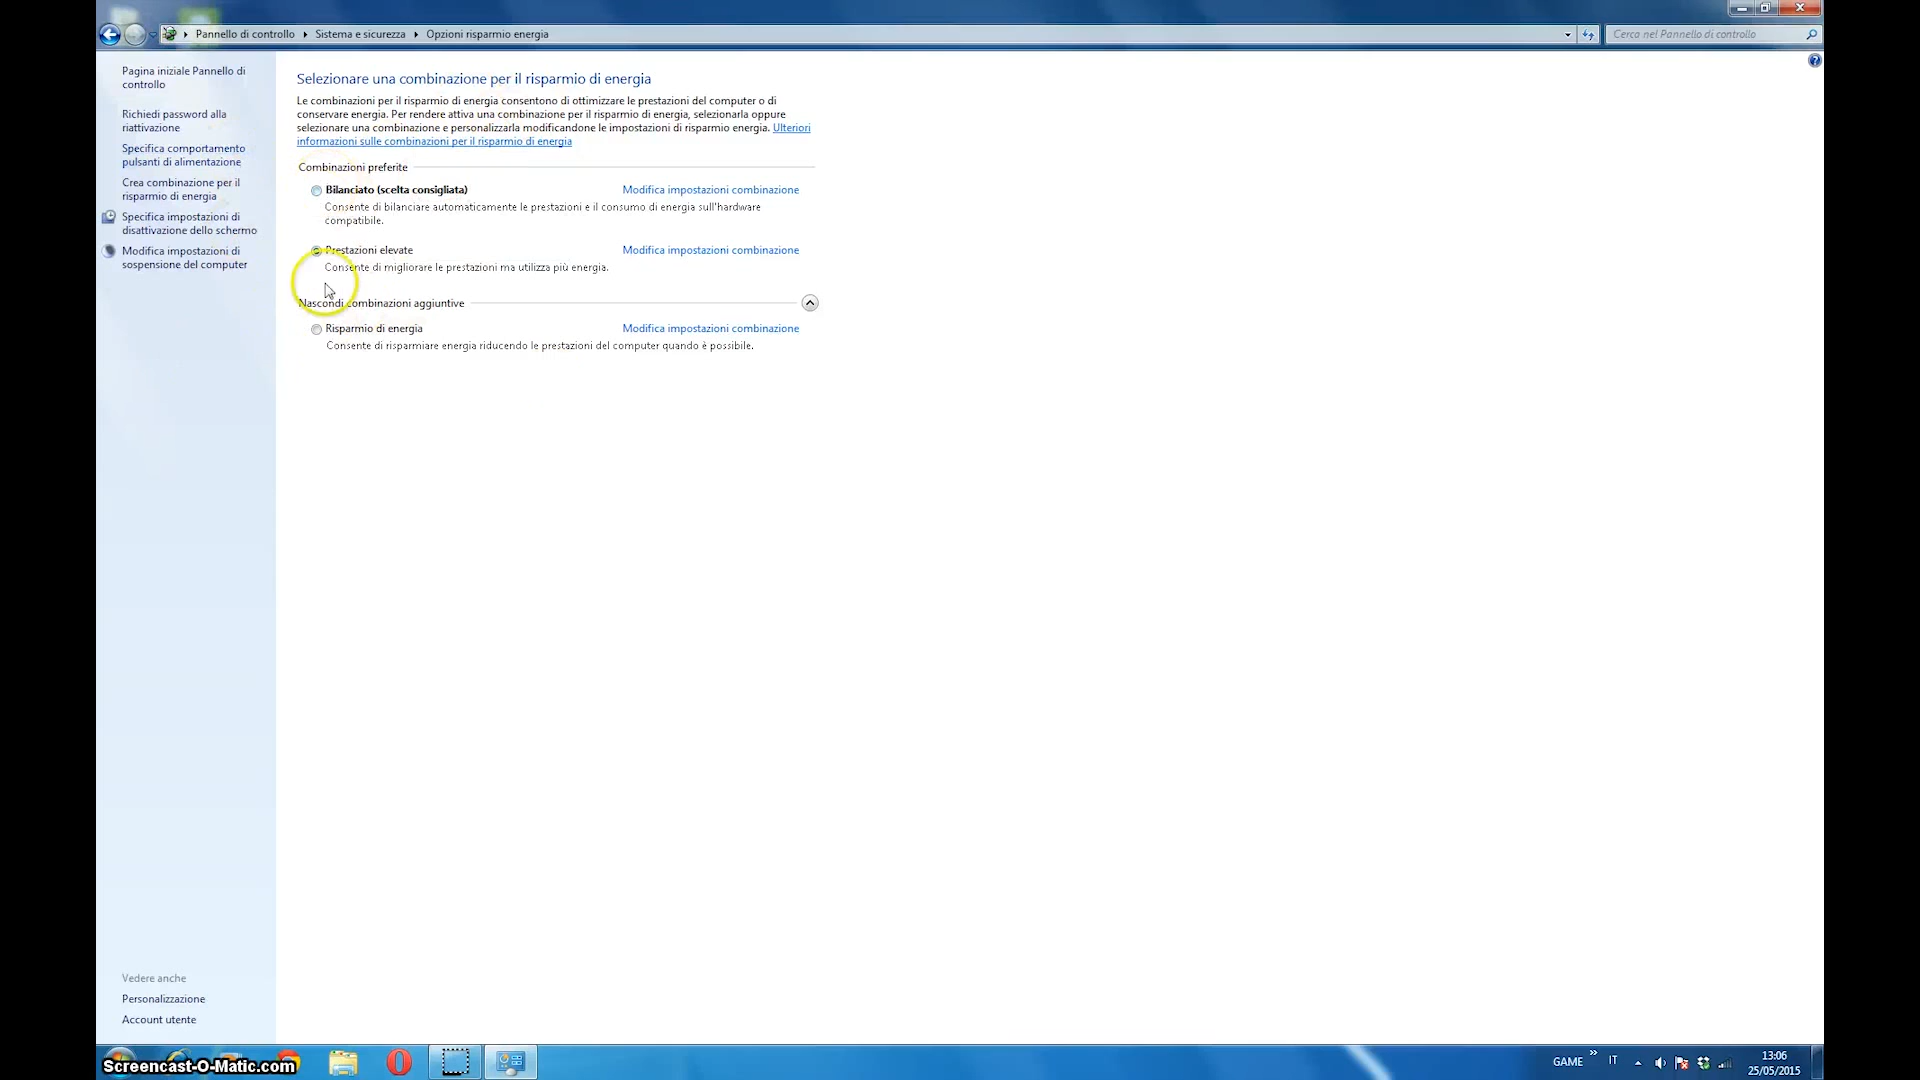 Pannello di controllo
Sistema e sicurezza
Opzioni risparmio energia
Cerca nel Pannello di controllo
Pagina iniziale Pannello di
controllo
Richiedi password alla
riattivazione
Specifica comportamento
pulsanti di alimentazione
Crea combinazione per il
risparmio di energia
Specifica impostazioni di
disattivazione dello schermo
Modifica impostazioni di
sospensione del computer
Selezionare una combinazione per il risparmio di energia
Le combinazioni per il risparmio di energia consentono di ottimizzare le prestazioni del computer o di
conservare energia. Per rendere attiva una combinazione per il risparmio di energia, selezionarla oppure
selezionare una combinazione e personalizzarla modificandone le impostazioni di risparmio energia. Ulteriori
informazioni sulle combinazioni per il risparmio di energia
Combinazioni preferite
Bilanciato (scelta consigliata) Modifica impostazioni combinazione
Consente di bilanciare automaticamente le prestazioni e il consumo di energia sull'hardware
compatibile.
Prestazioni elevate Modifica impostazioni combinazione
Consente di migliorare le prestazioni ma utilizza più energia.
Nascondi combinazioni aggiuntive
Risparmio di energia Modifica impostazioni combinazione
Consente di risparmiare energia riducendo le prestazioni del computer quando è possibile.
Vedere anche
Personalizzazione
Account utente
Screencast-O-Matic.com
GAME
IT
13:06
25/05/2015